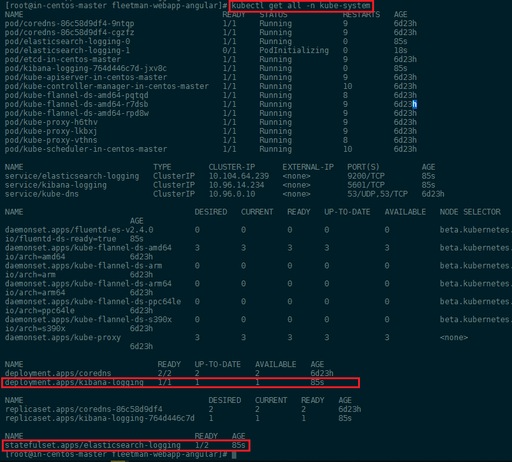 [root@in-centos-master fleetman-webapp-angular]# kubectl get all -n kube-system
NAME READY STATUS RESTARTS AGE
pod/coredns-86c58d9df4-9ntqp 1/1 Running 9 6d23h
pod/coredns-86c58d9df4-cgzfz 1/1 Running 9 6d23h
pod/elasticsearch-logging-0 1/1 Running 0 85s
pod/elasticsearch-logging-1 0/1 PodInitializing 0 18s
pod/etcd-in-centos-master 1/1 Running 9 6d23h
pod/kibana-logging-764d446c7d-jxv8c 1/1 Running 0 85s
pod/kube-apiserver-in-centos-master 1/1 Running 9 6d23h
pod/kube-controller-manager-in-centos-master 1/1 Running 10 6d23h
pod/kube-flannel-ds-amd64-pqtqd 1/1 Running 8 6d23h
pod/kube-flannel-ds-amd64-r7dsb 1/1 Running 9 6d23h
pod/kube-flannel-ds-amd64-rpd8w 1/1 Running 9 6d23h
pod/kube-proxy-h6thv 1/1 Running 9 6d23h
pod/kube-proxy-lkbxj 1/1 Running 9 6d23h
pod/kube-proxy-vthns 1/1 Running 8 6d23h
pod/kube-scheduler-in-centos-master 1/1 Running 10 6d23h
NAME TYPE CLUSTER-IP EXTERNAL-IP PORT(S) AGE
service/elasticsearch-logging ClusterIP 10.104.64.239 <none> 9200/TCP 85s
service/kibana-logging ClusterIP 10.96.14.234 <none> 5601/TCP 85s
service/kube-dns ClusterIP 10.96.0.10 <none> 53/UDP,53/TCP 6d23h
NAME DESIRED CURRENT READY UP-TO-DATE AVAILABLE NODE SELECTOR
AGE
daemonset.apps/fluentd-es-v2.4.0 0 0 0 0 0 beta.kubernetes.
io/fluentd-ds-ready=true 85s
daemonset.apps/kube-flannel-ds-amd64 3 3 3 3 3 beta.kubernetes.
io/arch=amd64 6d23h
daemonset.apps/kube-flannel-ds-arm 0 0 0 0 0 beta.kubernetes.
io/arch=arm 6d23h
daemonset.apps/kube-flannel-ds-arm64 0 0 0 0 0 beta.kubernetes.
io/arch=arm64 6d23h
daemonset.apps/kube-flannel-ds-ppc64le 0 0 0 0 0 beta.kubernetes.
io/arch=ppc64le 6d23h
daemonset.apps/kube-flannel-ds-s390x 0 0 0 0 0 beta.kubernetes.
io/arch=s390x 6d23h
daemonset.apps/kube-proxy 3 3 3 3 3 <none>
6d23h
NAME READY UP-TO-DATE AVAILABLE AGE
deployment.apps/coredns 2/2 2 2 6d23h
deployment.apps/kibana-logging 1/1 1 1 85s
NAME DESIRED CURRENT READY AGE
replicaset.apps/coredns-86c58d9df4 2 2 2 6d23h
replicaset.apps/kibana-logging-764d446c7d 1 1 1 85s
NAME READY AGE
statefulset.apps/elasticsearch-logging 1/2 85s
[root@in-centos-master fleetman-webapp-angular]#